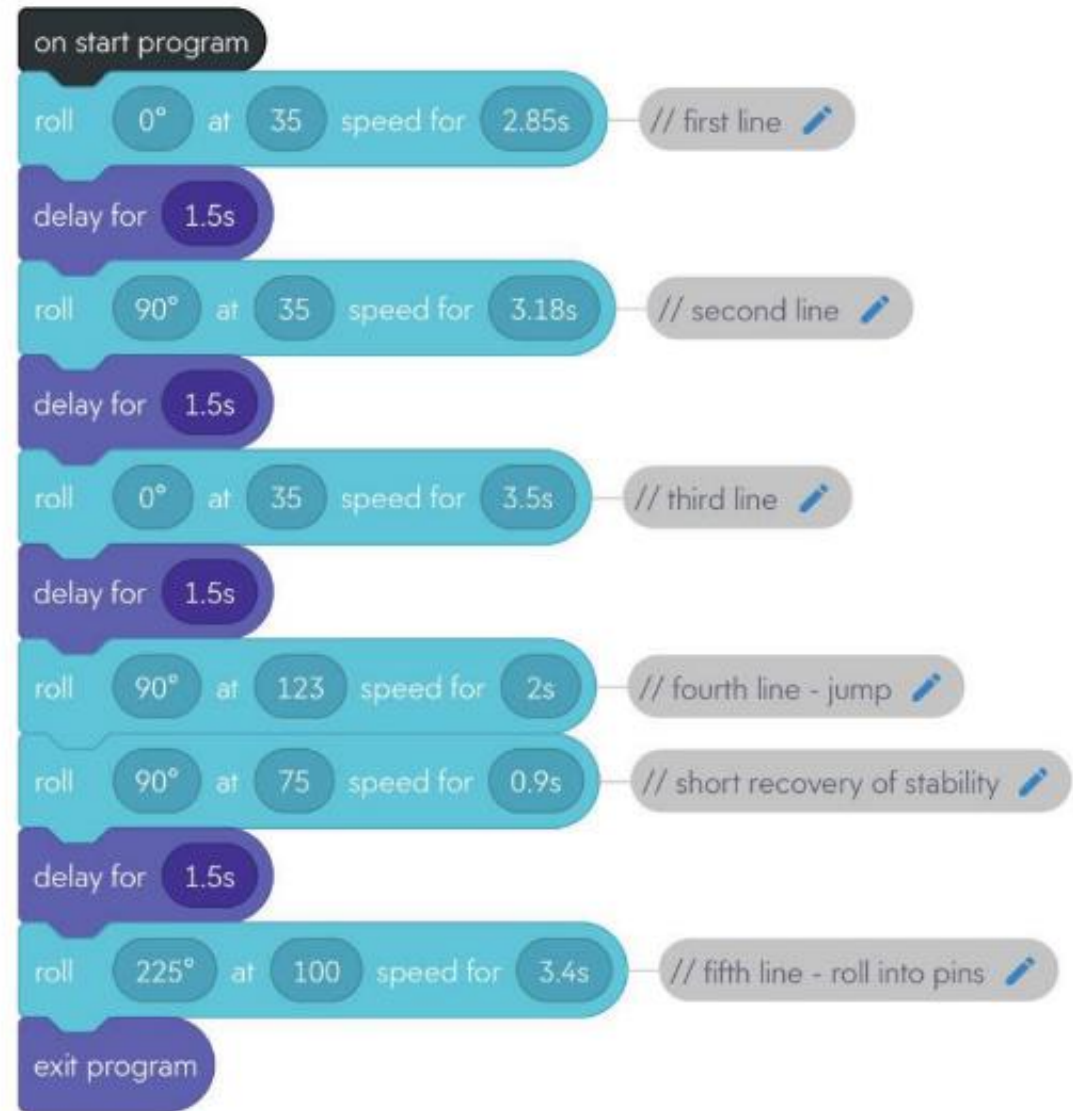 on start program
roll 0° at 35 speed for 2.85s // first line
delay for 1.5s
roll 90° at 35 speed for 3.18s // second line
delay for 1.5s
roll 0° at 35 speed for 3.5s // third line
delay for 1.5s
roll 90° at 123 speed for 2s // fourth line - jump
roll 90° at 75 speed for 0.9s // short recovery of stability
delay for 1.5s
roll 225° at 100 speed for 3.4s // fifth line - roll into pins
exit program